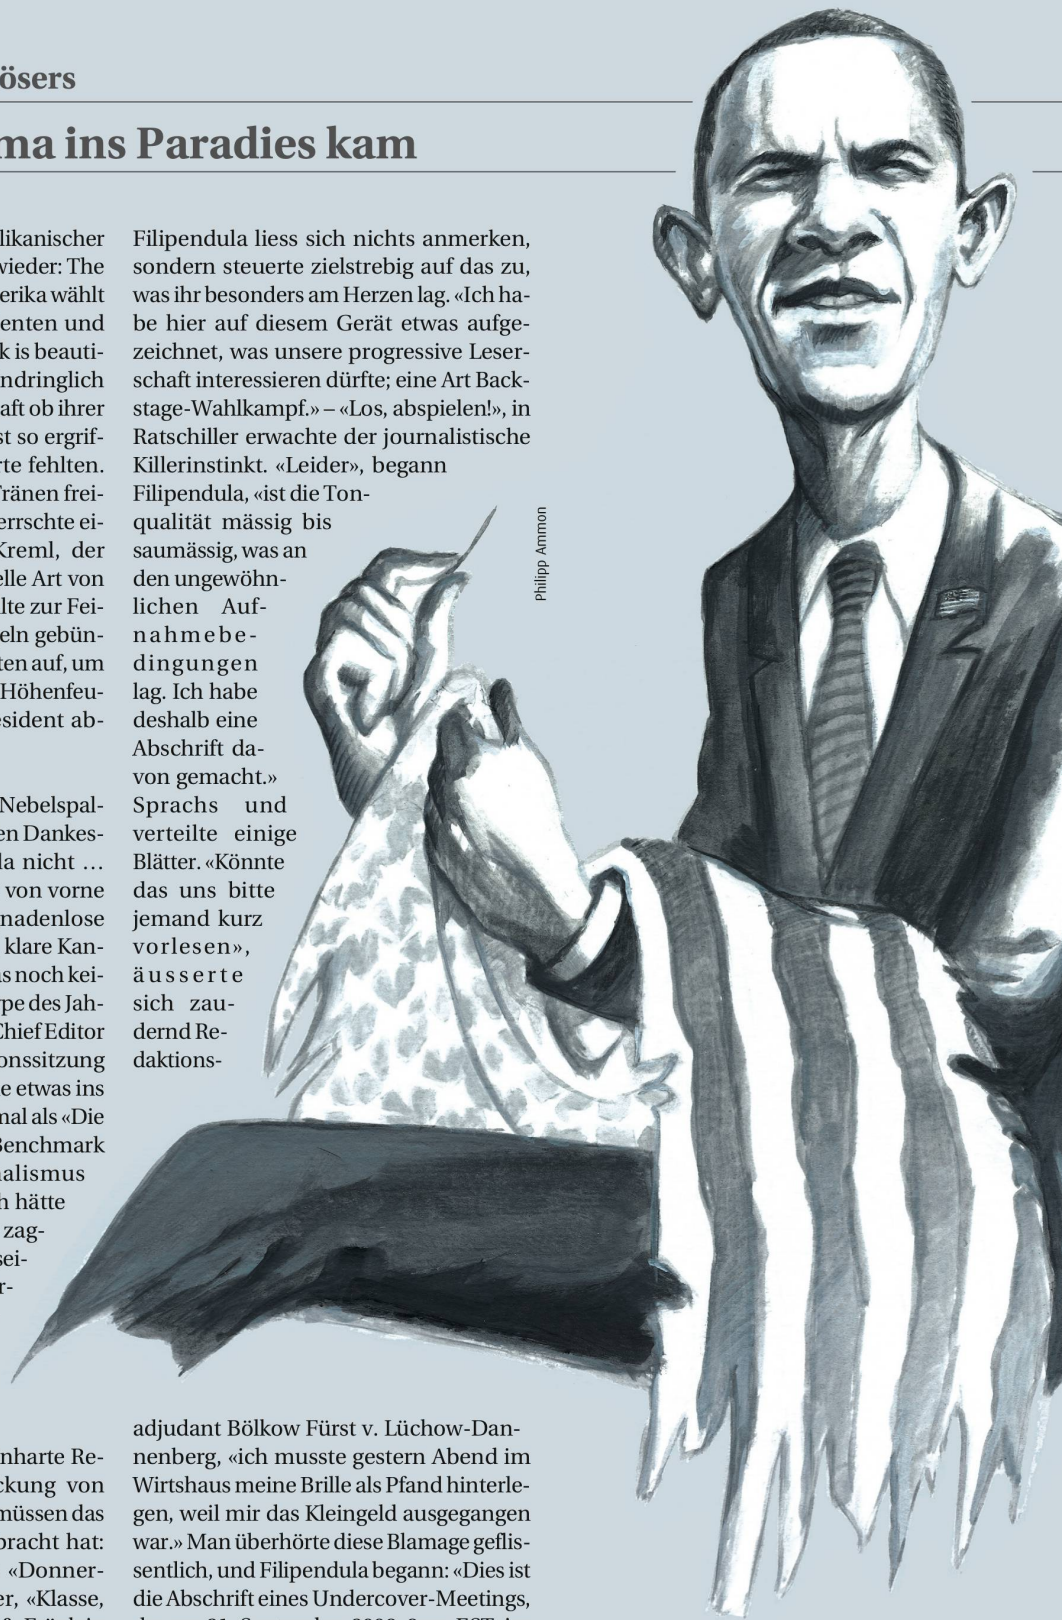 ösers
ma ins Paradies kam
likanischer
wieder: The
erika wählt
enten und
k is beauti-
ndringlich
aft ob ihrer
st so ergrif-
rte fehlten.
Tränen frei-
errschte ei-
Kreml, der
elle Art von
lte zur Fei-
eln gebün-
ten auf, um
Höhenfeu-
esident ab-
Nebelspal-
en Dankes-
la nicht …
von vorne
nadenlose
klare Kan-
as noch kei-
ype des Jah-
Chief Editor
onssitzung
e etwas ins
mal als «Die
Benchmark
nalismus
h hätte
zag-
sei-
r-
nharte Re-
ckung von
müssen das
bracht hat:
«Donner-
er, «Klasse,
Filipendula liess sich nichts anmerken,
sondern steuerte zielstrebig auf das zu,
was ihr besonders am Herzen lag. «Ich ha-
be hier auf diesem Gerät etwas aufge-
zeichnet, was unsere progressive Leser-
schaft interessieren dürfte; eine Art Back-
stage-Wahlkampf.» – «Los, abspielen!», in
Ratschiller erwachte der journalistische
Killerinstinkt. «Leider», begann
Filipendula, «ist die Ton-
qualität mässig bis
saumässig, was an
den ungewöhn-
lichen Auf-
nahmebe-
dingungen
lag. Ich habe
deshalb eine
Abschrift da-
von gemacht.»
Sprachs und
verteilte einige
Blätter. «Könnte
das uns bitte
jemand kurz
vorlesen»,
äusserte
sich zau-
dernd Re-
daktions-
adjudant Bölkow Fürst v. Lüchow-Dan-
nenberg, «ich musste gestern Abend im
Wirtshaus meine Brille als Pfand hinterle-
gen, weil mir das Kleingeld ausgegangen
war.» Man überhörte diese Blamage geflis-
sentlich, und Filipendula begann: «Dies ist
die Abschrift eines Undercover-Meetings,
Philipp Ammon